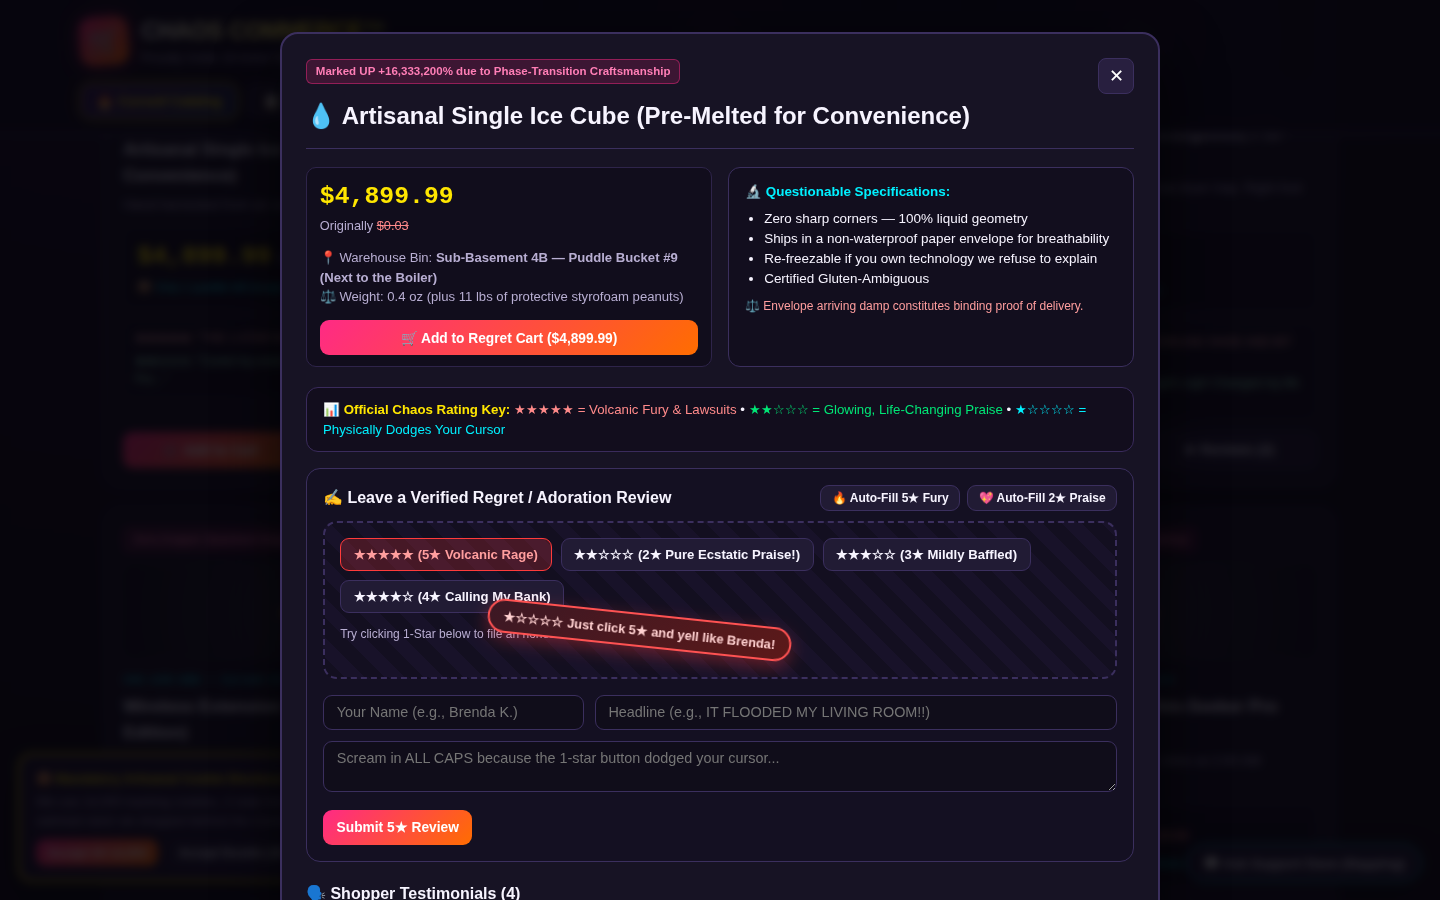 CHAOS COMMERCE
Marked UP +16,333,200% due to Phase-Transition Craftsmanship
✕
💧 Artisanal Single Ice Cube (Pre-Melted for Convenience)
$4,899.99
Originally $0.03
📍 Warehouse Bin: Sub-Basement 4B — Puddle Bucket #9
(Next to the Boiler)
⚖️ Weight: 0.4 oz (plus 11 lbs of protective styrofoam peanuts)
🛒 Add to Regret Cart ($4,899.99)
🔬 Questionable Specifications:
• Zero sharp corners — 100% liquid geometry
• Ships in a non-waterproof paper envelope for breathability
• Re-freezable if you own technology we refuse to explain
• Certified Gluten-Ambiguous
⚖️ Envelope arriving damp constitutes binding proof of delivery.
📊 Official Chaos Rating Key: ★★★★★ = Volcanic Fury & Lawsuits • ★★☆☆☆ = Glowing, Life-Changing Praise • ★☆☆☆☆ =
Physically Dodges Your Cursor
✍️ Leave a Verified Regret / Adoration Review
🔥 Auto-Fill 5★ Fury
💖 Auto-Fill 2★ Praise
★★★★★ (5★ Volcanic Rage)
★★☆☆☆ (2★ Pure Ecstatic Praise!)
★★★☆☆ (3★ Mildly Baffled)
★★★★☆ (4★ Calling My Bank)
★☆☆☆☆ Just click 5★ and yell like Brenda!
Try clicking 1-Star below to file an
Your Name (e.g., Brenda K.)
Headline (e.g., IT FLOODED MY LIVING ROOM!!)
Scream in ALL CAPS because the 1-star button dodged your cursor...
Submit 5★ Review
🗣️ Shopper Testimonials (4)